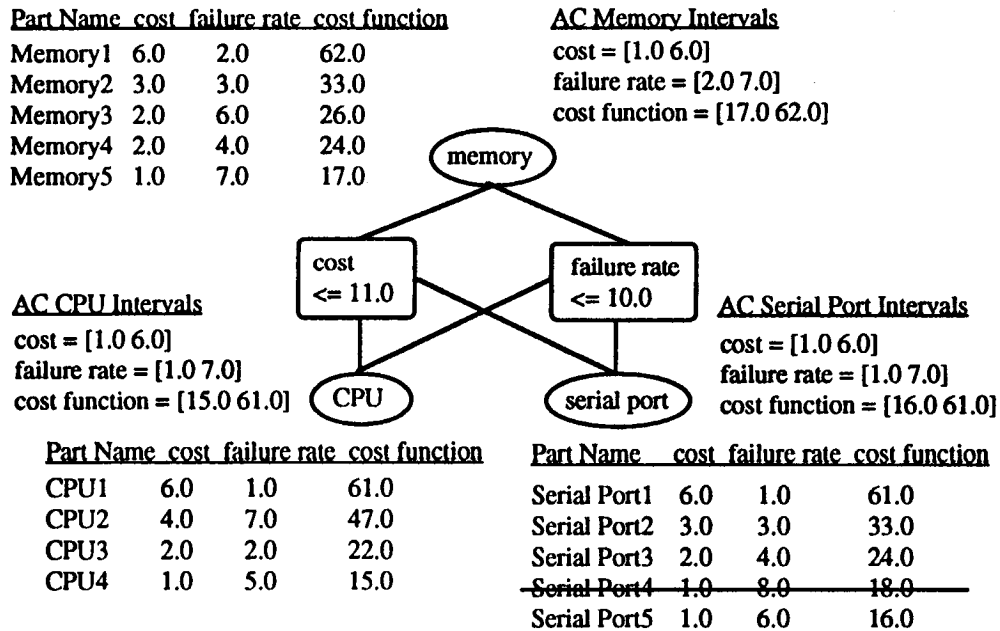 Part Name cost failure rate cost function
Memory1 6.0 2.0 62.0
Memory2 3.0 3.0 33.0
Memory3 2.0 6.0 26.0
Memory4 2.0 4.0 24.0
Memory5 1.0 7.0 17.0
AC Memory Intervals
cost = [1.0 6.0]
failure rate = [2.0 7.0]
cost function = [17.0 62.0]
memory
cost
<= 11.0
failure rate
<= 10.0
AC CPU Intervals
cost = [1.0 6.0]
failure rate = [1.0 7.0]
cost function = [15.0 61.0]
CPU
serial port
AC Serial Port Intervals
cost = [1.0 6.0]
failure rate = [1.0 7.0]
cost function = [16.0 61.0]
Part Name cost failure rate cost function
CPU1 6.0 1.0 61.0
CPU2 4.0 7.0 47.0
CPU3 2.0 2.0 22.0
CPU4 1.0 5.0 15.0
Part Name cost failure rate cost function
Serial Port1 6.0 1.0 61.0
Serial Port2 3.0 3.0 33.0
Serial Port3 2.0 4.0 24.0
Serial Port4 1.0 8.0 18.0
Serial Port5 1.0 6.0 16.0